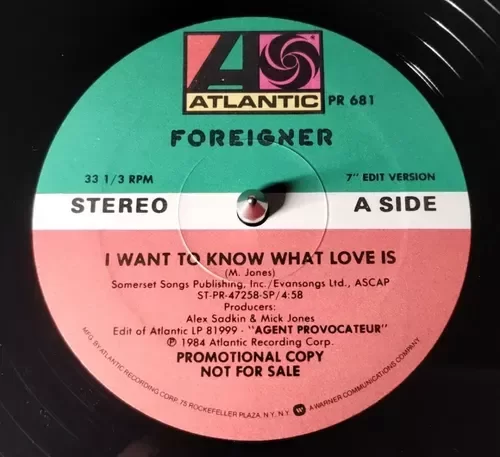 ATLANTIC
PR 681
FOREIGNER
33 1/3 RPM
7" EDIT VERSION
STEREO
A SIDE
I WANT TO KNOW WHAT LOVE IS
(M. Jones)
Somerset Songs Publishing, Inc./Evansongs Ltd., ASCAP
ST-PR-47258-SP/4:58
Producers:
Alex Sadkin & Mick Jones
Edit of Atlantic LP 81999 - "AGENT PROVOCATEUR"
℗ 1984 Atlantic Recording Corp.
PROMOTIONAL COPY
NOT FOR SALE
MFG. BY ATLANTIC RECORDING CORP., 75 ROCKEFELLER PLAZA, N.Y., N.Y. A WARNER COMMUNICATIONS COMPANY